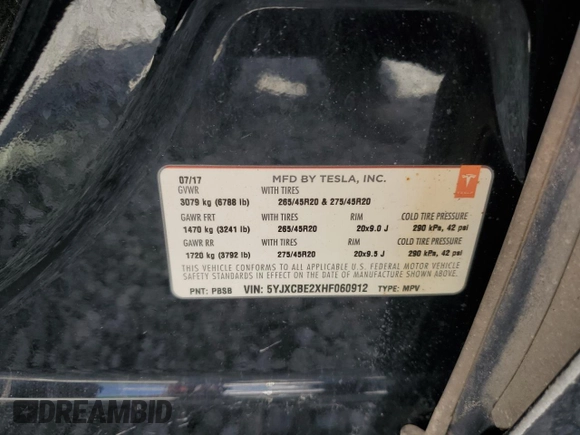 07/17 MFD BY TESLA, INC.
GVWR WITH TIRES
3079 kg (6788 lb) 265/45R20 & 275/45R20
GAWR FRT WITH TIRES RIM COLD TIRE PRESSURE
1470 kg (3241 lb) 265/45R20 20x9.0 J 290 kPa, 42 psi
GAWR RR WITH TIRES RIM COLD TIRE PRESSURE
1720 kg (3792 lb) 275/45R20 20x9.5 J 290 kPa, 42 psi
THIS VEHICLE CONFORMS TO ALL APPLICABLE U.S. FEDERAL MOTOR VEHICLE
SAFETY STANDARDS IN EFFECT ON THE DATE OF MANUFACTURE SHOWN ABOVE.
PNT: PBSB VIN: 5YJXCBE2XHF060912 TYPE: MPV
DREAMBID